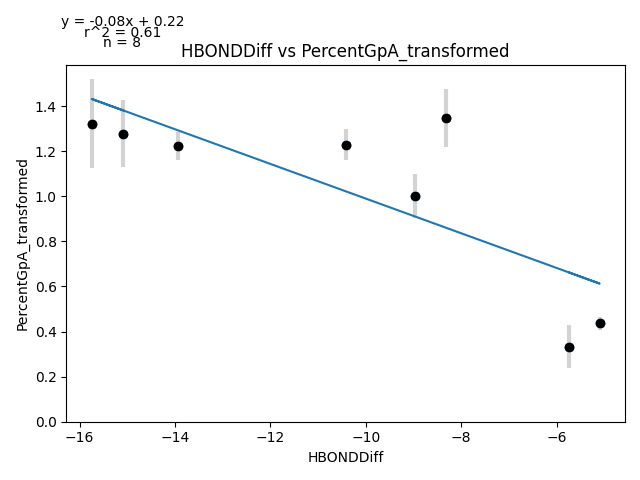 y = -0.08x + 0.22
r^2 = 0.61
n = 8
HBONDDiff vs PercentGpA_transformed
PercentGpA_transformed
1.4
1.2
1.0
0.8
0.6
0.4
0.2
0.0
−16
−14
−12
−10
−8
−6
HBONDDiff